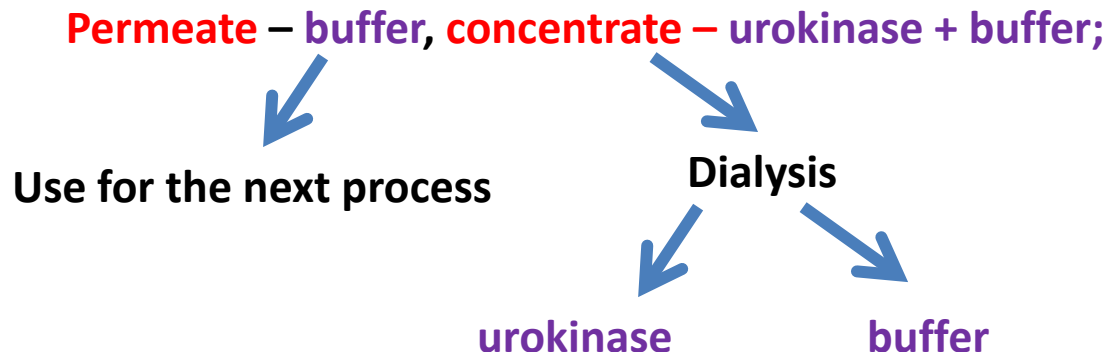 Permeate – buffer, concentrate – urokinase + buffer;
Use for the next process
Dialysis
urokinase
buffer